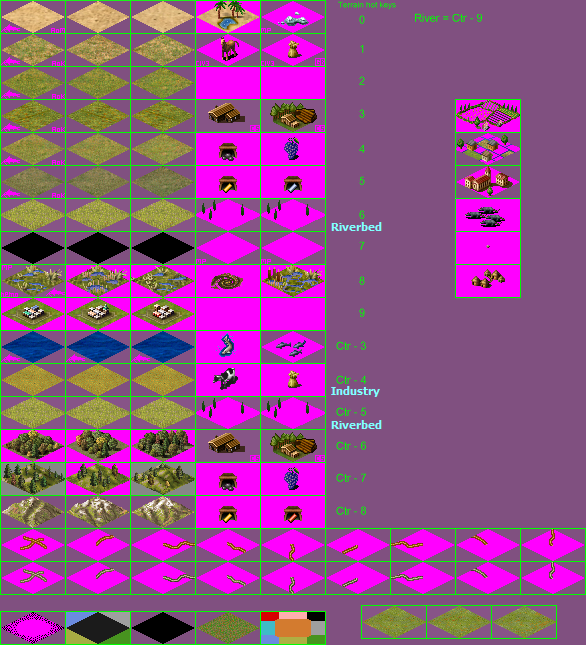 Terrain hot keys
0
River = Ctr - 9
1
2
3
4
5
6
Riverbed
7
8
9
Ctr - 3
Ctr - 4
Industry
Ctr - 5
Riverbed
Ctr - 6
Ctr - 7
Ctr - 8